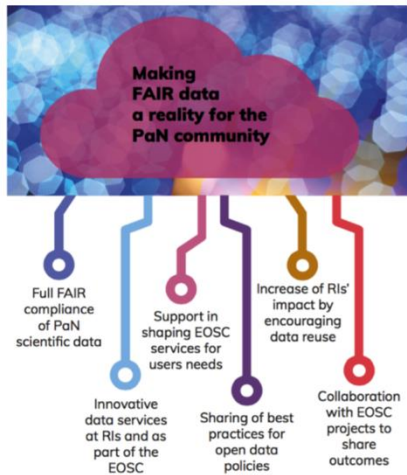 Making
FAIR data
a reality for the
PaN community
Full FAIR
compliance
of PaN
scientific data
Innovative
data services
at RIs and as
part of the
EOSC
Support in
shaping EOSC
services for
users needs
Sharing of best
practices for
open data
policies
Increase of RIs'
impact by
encouraging
data reuse
Collaboration
with EOSC
projects to
share
outcomes